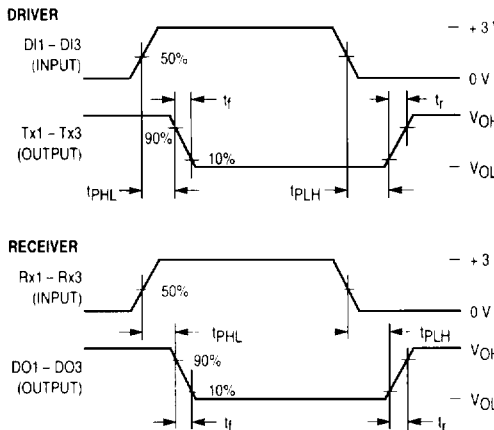 DRIVER
+ 3 V
DI1 – DI3
(INPUT)
50%
0 V
tf
tr
Tx1 – Tx3
(OUTPUT)
90%
10%
VOH
VOL
tPHL
tPLH
RECEIVER
+ 3
Rx1 – Rx3
(INPUT)
50%
0 V
tPHL
tPLH
DO1 – DO3
(OUTPUT)
90%
10%
VOH
VOL
tf
tr